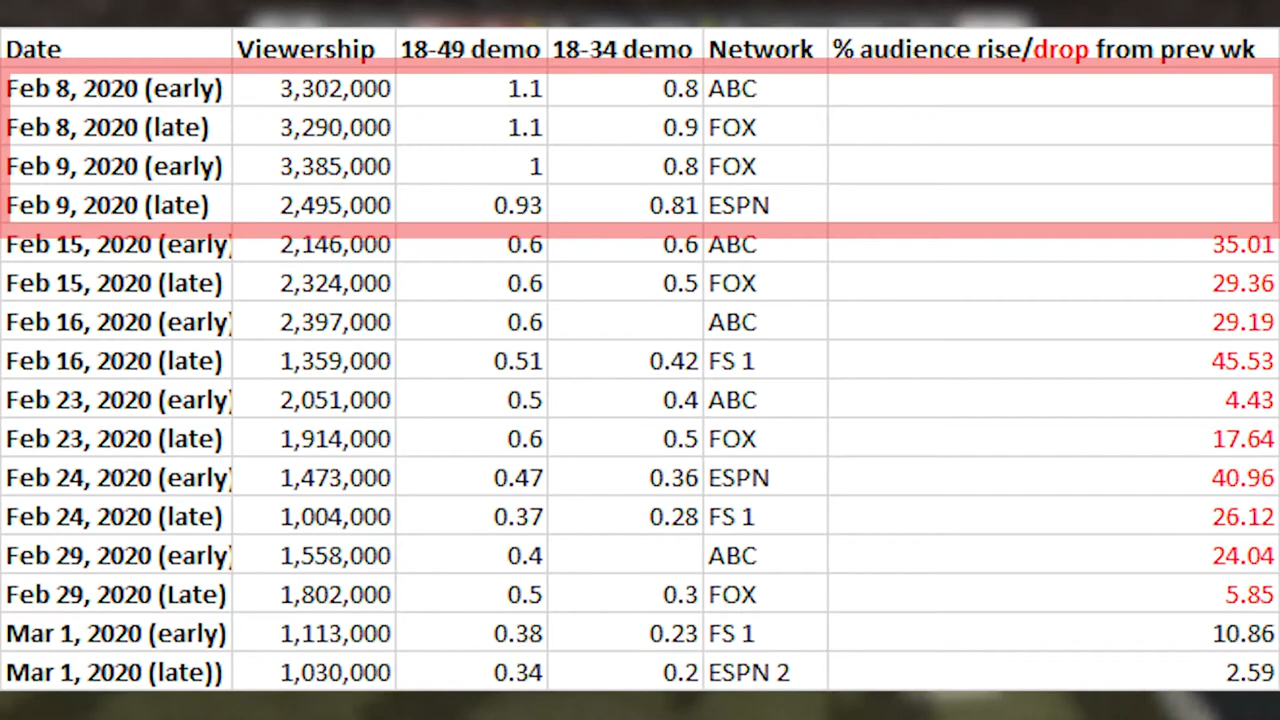 Date Viewership 18-49 demo 18-34 demo Network % audience rise/drop from prev wk
Feb 8, 2020 (early) 3,302,000 1.1 0.8 ABC
Feb 8, 2020 (late) 3,290,000 1.1 0.9 FOX
Feb 9, 2020 (early) 3,385,000 1 0.8 FOX
Feb 9, 2020 (late) 2,495,000 0.93 0.81 ESPN
Feb 15, 2020 (early) 2,146,000 0.6 0.6 ABC 35.01
Feb 15, 2020 (late) 2,324,000 0.6 0.5 FOX 29.36
Feb 16, 2020 (early) 2,397,000 0.6 ABC 29.19
Feb 16, 2020 (late) 1,359,000 0.51 0.42 FS 1 45.53
Feb 23, 2020 (early) 2,051,000 0.5 0.4 ABC 4.43
Feb 23, 2020 (late) 1,914,000 0.6 0.5 FOX 17.64
Feb 24, 2020 (early) 1,473,000 0.47 0.36 ESPN 40.96
Feb 24, 2020 (late) 1,004,000 0.37 0.28 FS 1 26.12
Feb 29, 2020 (early) 1,558,000 0.4 ABC 24.04
Feb 29, 2020 (Late) 1,802,000 0.5 0.3 FOX 5.85
Mar 1, 2020 (early) 1,113,000 0.38 0.23 FS 1 10.86
Mar 1, 2020 (late)) 1,030,000 0.34 0.2 ESPN 2 2.59